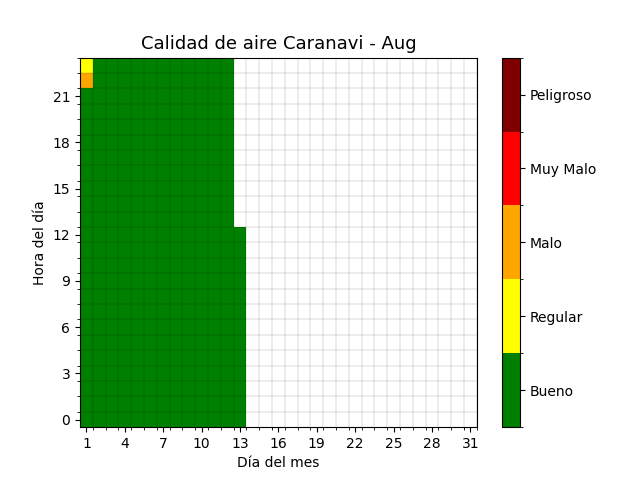 Calidad de aire Caranavi - Aug
Hora del día
21
18
15
12
9
6
3
0
1 4 7 10 13 16 19 22 25 28 31
Día del mes
Peligroso
Muy Malo
Malo
Regular
Bueno